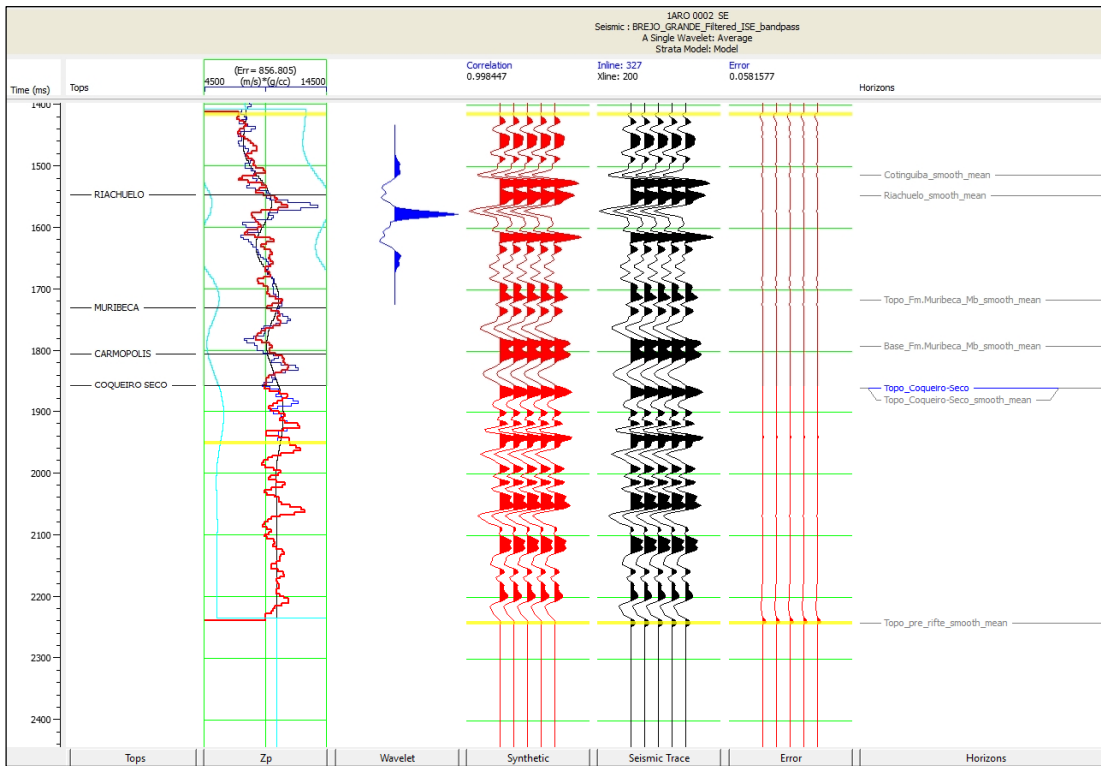 1ARO 0002 SE
Seismic : BREJO_GRANDE_Filtered_ISE_bandpass
A Single Wavelet: Average
Strata Model: Model
Time (ms)
Tops
(Err= 856.805)
4500 (m/s)*(g/cc) 14500
Correlation
0.998447
Inline: 327
Xline: 200
Error
0.0581577
Horizons
1400
1500
1600
1700
1800
1900
2000
2100
2200
2300
2400
RIACHUELO
MURIBECA
CARMOPOLIS
COQUEIRO SECO
Cotinguiba_smooth_mean
Riachuelo_smooth_mean
Topo_Fm.Muribeca_Mb_smooth_mean
Base_Fm.Muribeca_Mb_smooth_mean
Topo_Coqueiro-Seco
Topo_Coqueiro-Seco_smooth_mean
Topo_pre_rifte_smooth_mean
Tops Zp Wavelet Synthetic Seismic Trace Error Horizons